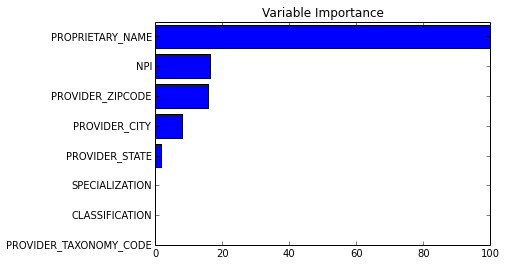 Variable Importance
PROPRIETARY_NAME
NPI
PROVIDER_ZIPCODE
PROVIDER_CITY
PROVIDER_STATE
SPECIALIZATION
CLASSIFICATION
PROVIDER_TAXONOMY_CODE
0 20 40 60 80 100